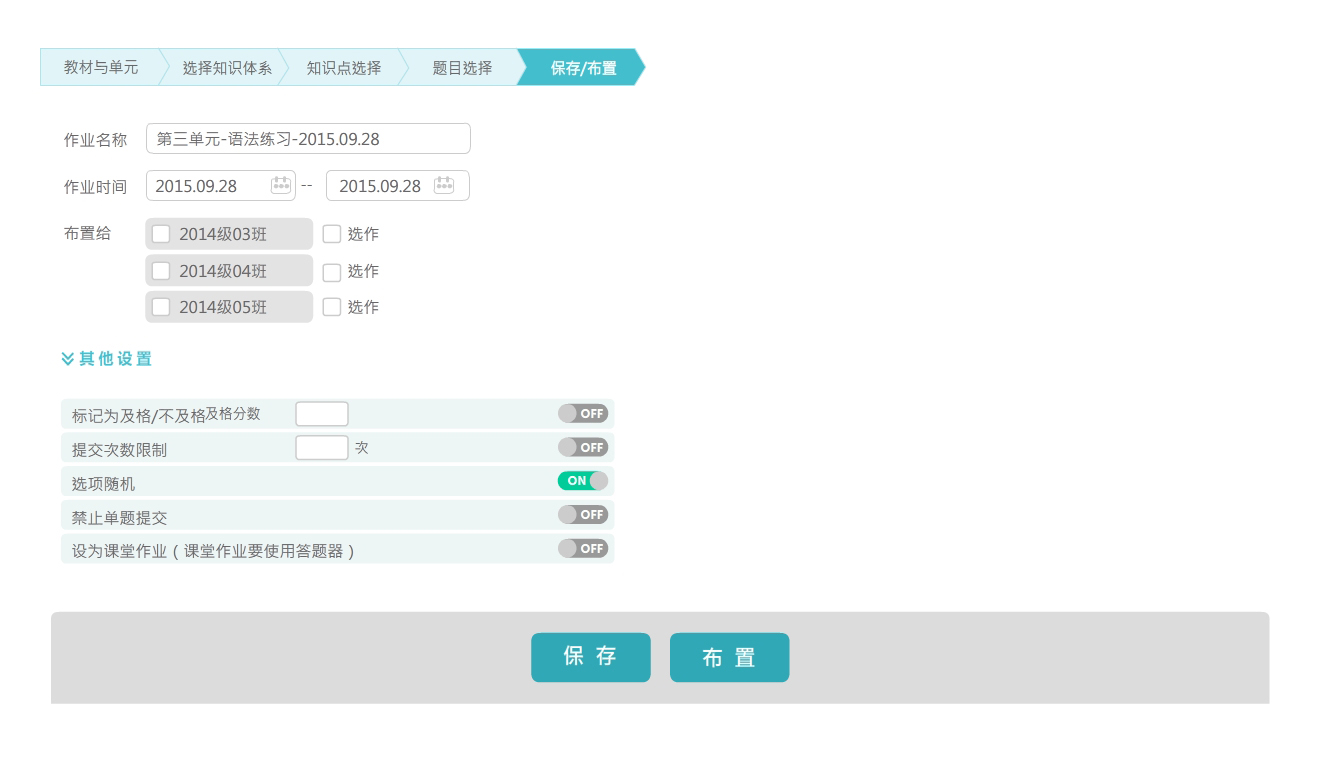 教材与单元 选择知识体系 知识点选择 题目选择 保存/布置
作业名称 第三单元-语法练习-2015.09.28
作业时间 2015.09.28 -- 2015.09.28
布置给 2014级03班 选作
2014级04班 选作
2014级05班 选作
其他设置
标记为及格/不及格及格分数 OFF
提交次数限制 次 OFF
选项随机 ON
禁止单题提交 OFF
设为课堂作业（课堂作业要使用答题器） OFF
保存 布置